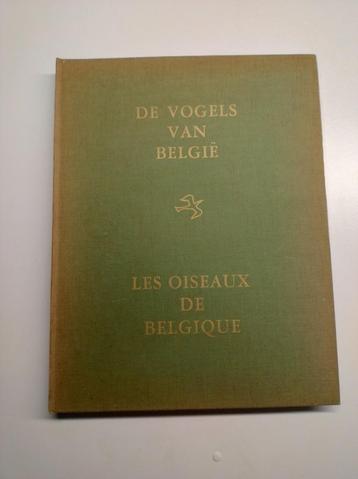 DE VOGELS
VAN
BELGIË
LES OISEAUX
DE
BELGIQUE